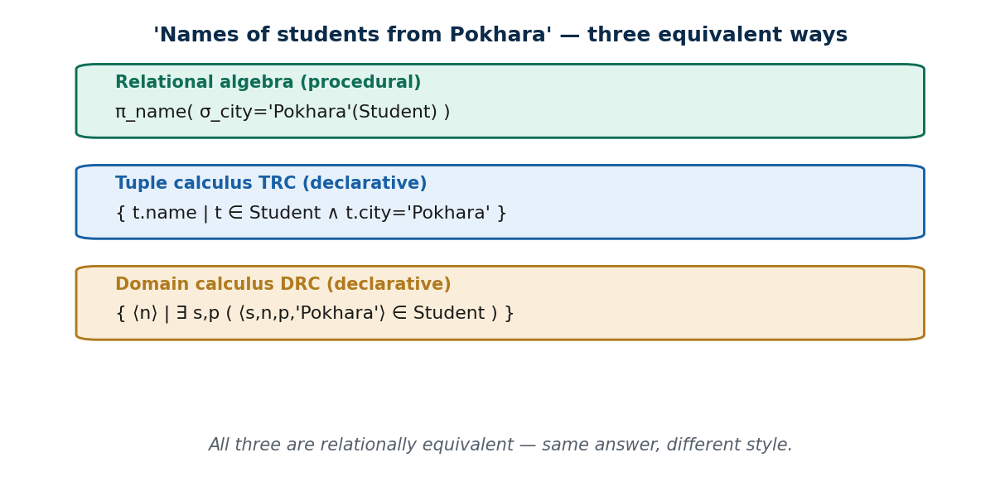 'Names of students from Pokhara' — three equivalent ways
Relational algebra (procedural)
π_name( σ_city='Pokhara'(Student) )
Tuple calculus TRC (declarative)
{ t.name | t ∈ Student ∧ t.city='Pokhara' }
Domain calculus DRC (declarative)
{ ⟨n⟩ | ∃ s,p ( ⟨s,n,p,'Pokhara'⟩ ∈ Student ) }
All three are relationally equivalent — same answer, different style.